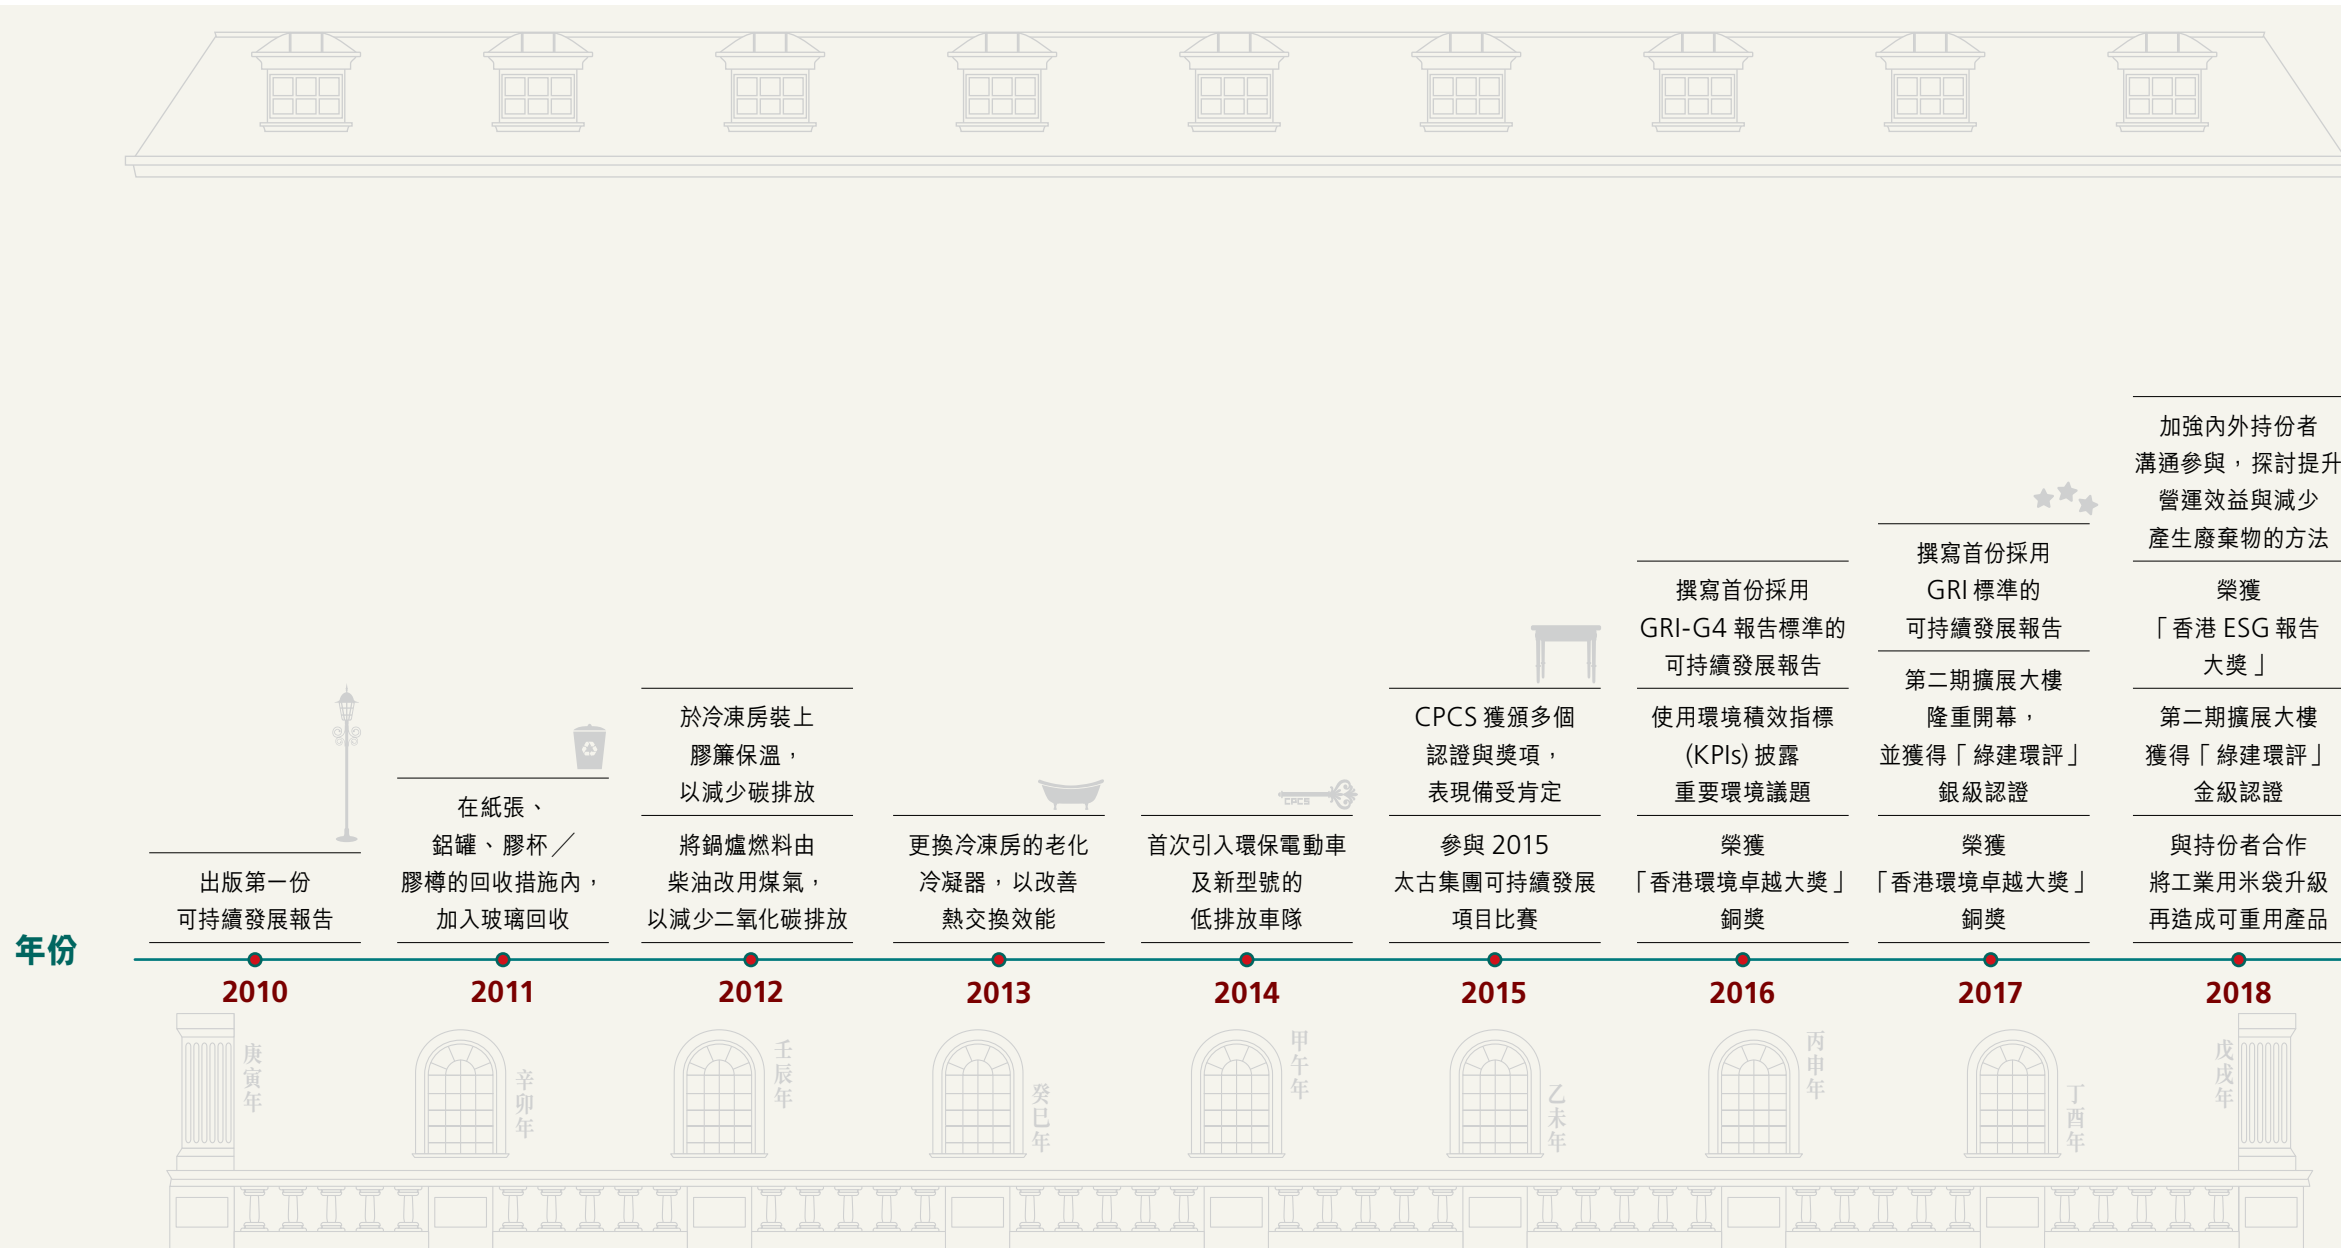 出版第一份
可持續發展報告
在紙張、
鋁罐、膠杯／
膠樽的回收措施內，
加入玻璃回收
於冷凍房裝上
膠簾保溫，
以減少碳排放
將鍋爐燃料由
柴油改用煤氣，
以減少二氧化碳排放
更換冷凍房的老化
冷凝器，以改善
熱交換效能
CPCS
首次引入環保電動車
及新型號的
低排放車隊
CPCS 獲頒多個
認證與獎項，
表現備受肯定
參與 2015
太古集團可持續發展
項目比賽
撰寫首份採用
GRI-G4 報告標準的
可持續發展報告
使用環境積效指標
(KPIs) 披露
重要環境議題
榮獲
「香港環境卓越大獎」
銅獎
撰寫首份採用
GRI 標準的
可持續發展報告
第二期擴展大樓
隆重開幕，
並獲得「綠建環評」
銀級認證
榮獲
「香港環境卓越大獎」
銅獎
加強內外持份者
溝通參與，探討提升
營運效益與減少
產生廢棄物的方法
榮獲
「香港 ESG 報告
大獎」
第二期擴展大樓
獲得「綠建環評」
金級認證
與持份者合作
將工業用米袋升級
再造成可重用產品
年份
2010
2011
2012
2013
2014
2015
2016
2017
2018
庚寅年
辛卯年
壬辰年
癸巳年
甲午年
乙未年
丙申年
丁酉年
戊戌年